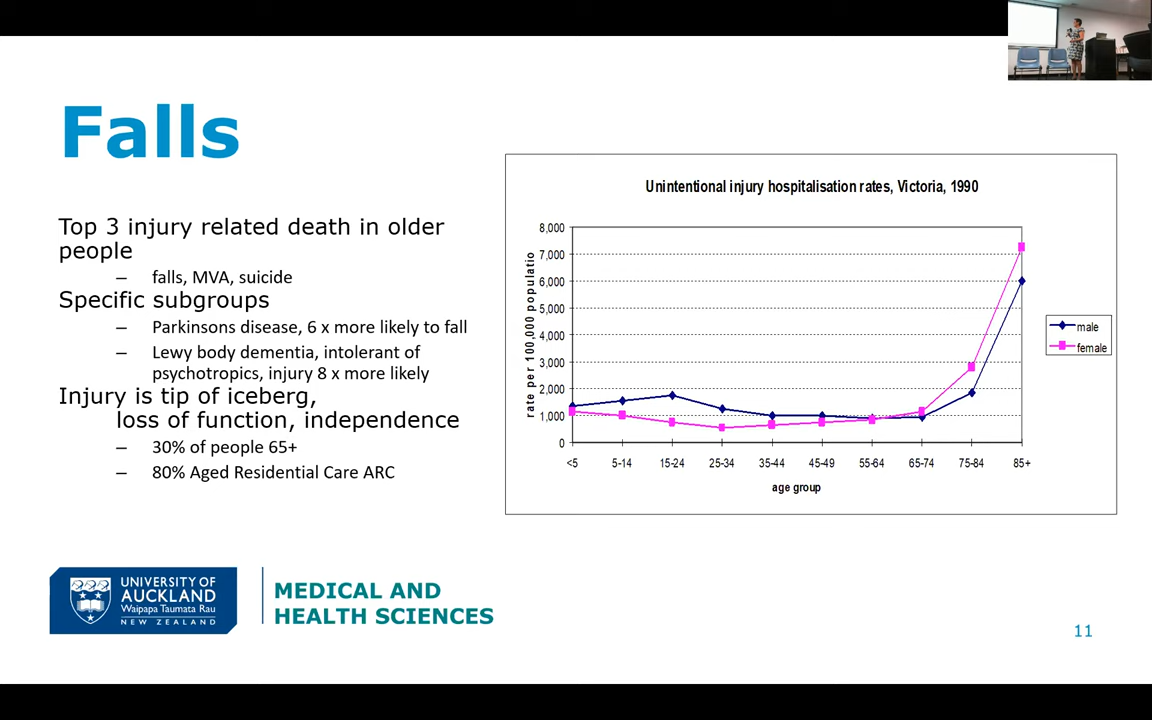 Falls
Top 3 injury related death in older
people
– falls, MVA, suicide
Specific subgroups
– Parkinsons disease, 6 x more likely to fall
– Lewy body dementia, intolerant of
psychotropics, injury 8 x more likely
Injury is tip of iceberg,
loss of function, independence
– 30% of people 65+
– 80% Aged Residential Care ARC
Unintentional injury hospitalisation rates, Victoria, 1990
rate per 100,000 populatio
8,000
7,000
6,000
5,000
4,000
3,000
2,000
1,000
0
<5 5-14 15-24 25-34 35-44 45-49 55-64 65-74 75-84 85+
age group
male
female
UNIVERSITY OF
AUCKLAND
Waipapa Taumata Rau
NEW ZEALAND
MEDICAL AND
HEALTH SCIENCES
11